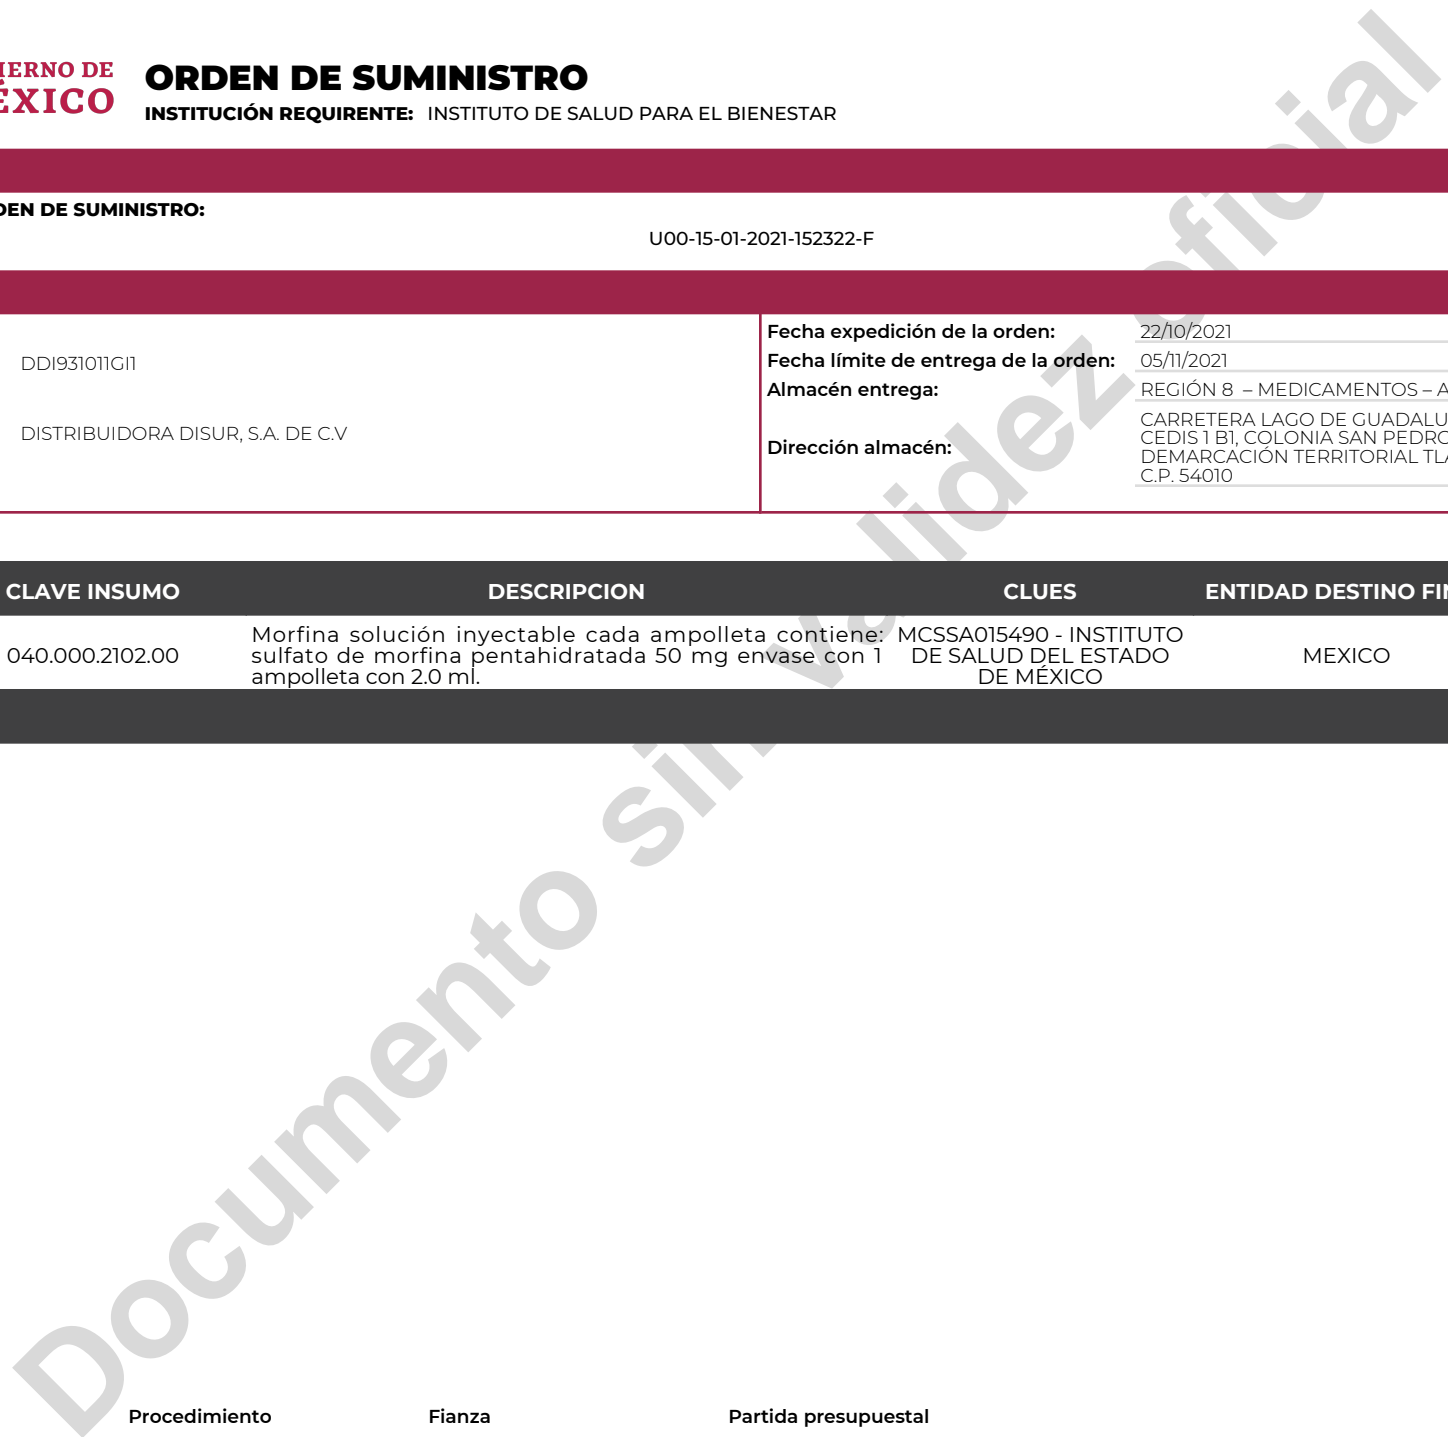 IERNO DE
ÉXICO
ORDEN DE SUMINISTRO
INSTITUCIÓN REQUIRENTE: INSTITUTO DE SALUD PARA EL BIENESTAR
DEN DE SUMINISTRO:
U00-15-01-2021-152322-F
DDI931011GI1
DISTRIBUIDORA DISUR, S.A. DE C.V
Fecha expedición de la orden: 22/10/2021
Fecha límite de entrega de la orden: 05/11/2021
Almacén entrega: REGIÓN 8 – MEDICAMENTOS – A
Dirección almacén:
CARRETERA LAGO DE GUADALU
CEDIS 1 B1, COLONIA SAN PEDRO
DEMARCACIÓN TERRITORIAL TLA
C.P. 54010
CLAVE INSUMO DESCRIPCION CLUES ENTIDAD DESTINO FIN
040.000.2102.00
Morfina solución inyectable cada ampolleta contiene:
sulfato de morfina pentahidratada 50 mg envase con 1
ampolleta con 2.0 ml.
MCSSA015490 - INSTITUTO
DE SALUD DEL ESTADO
DE MÉXICO
MEXICO
Documento sin validez oficial
Procedimiento Fianza Partida presupuestal